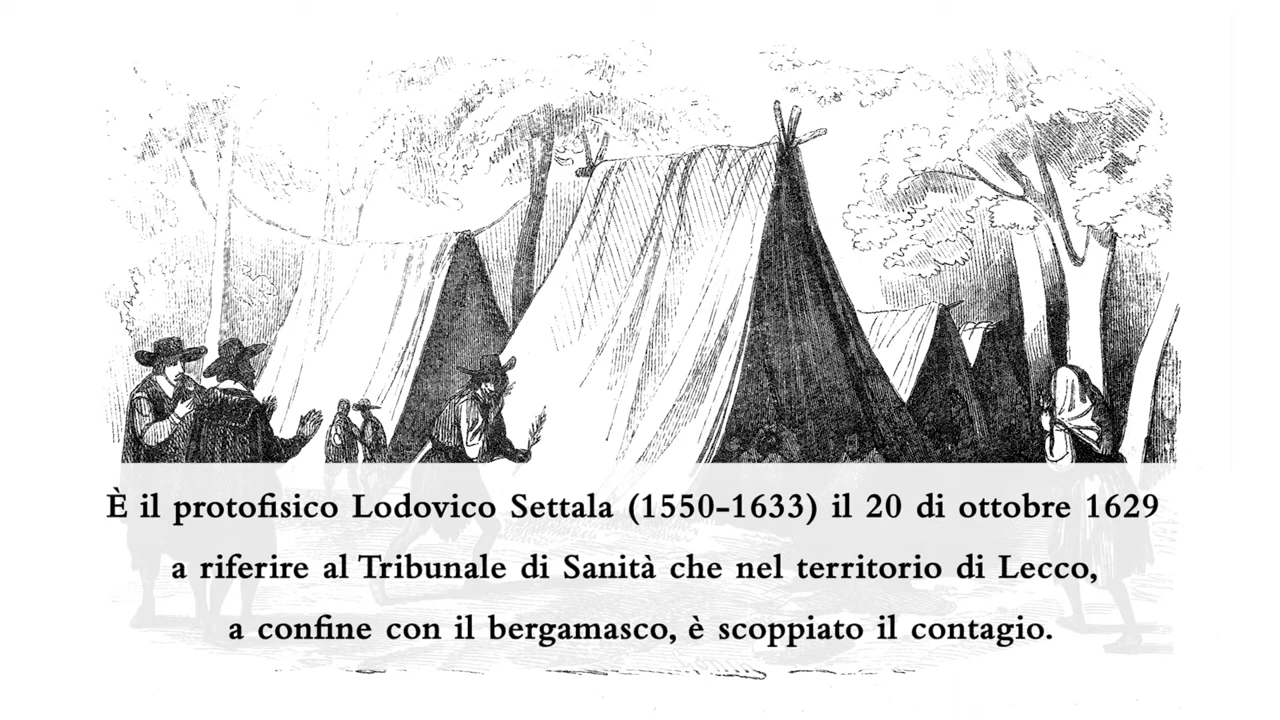 È il protofisico Lodovico Settala (1550-1633) il 20 di ottobre 1629
a riferire al Tribunale di Sanità che nel territorio di Lecco,
a confine con il bergamasco, è scoppiato il contagio.